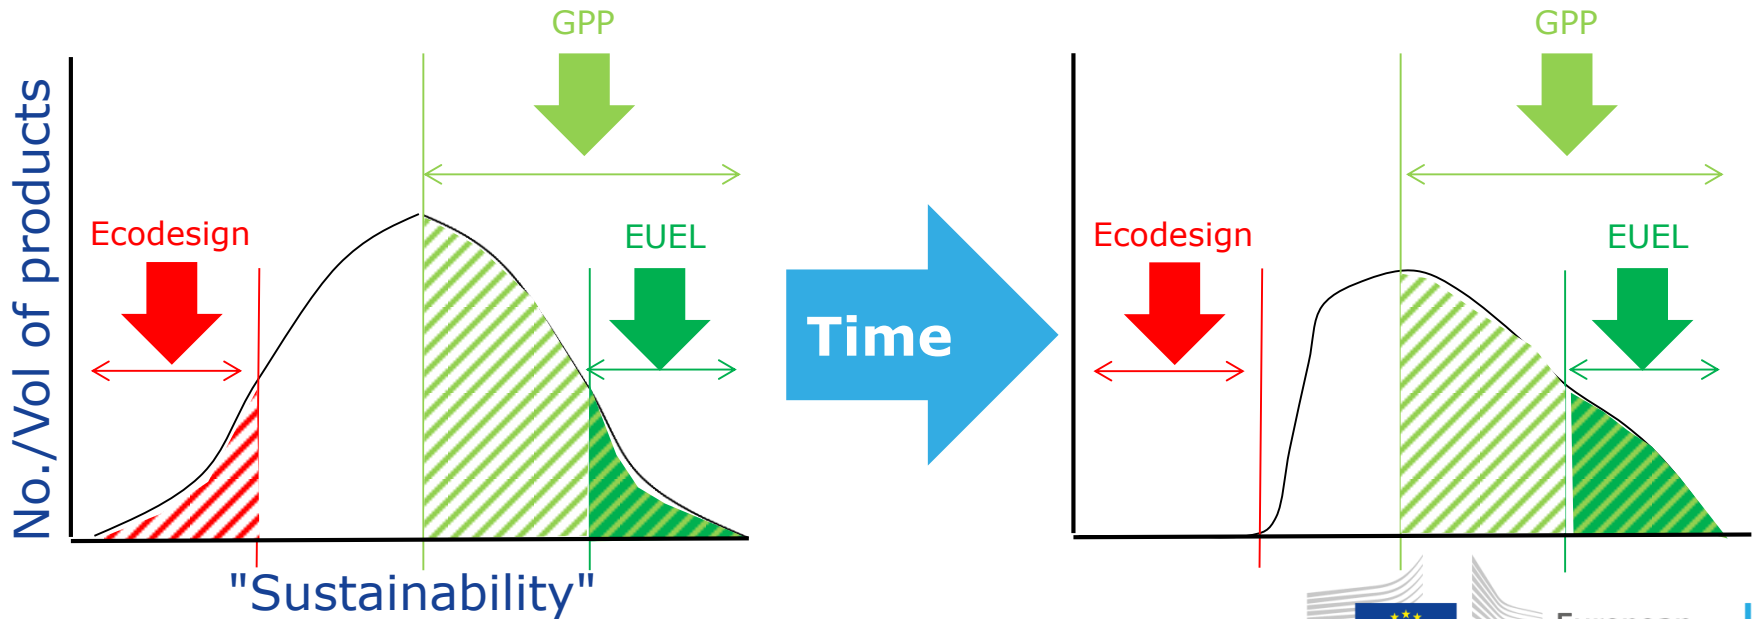 GPP
Ecodesign
EUEL
No./Vol of products
"Sustainability"
Time
GPP
Ecodesign
EUEL